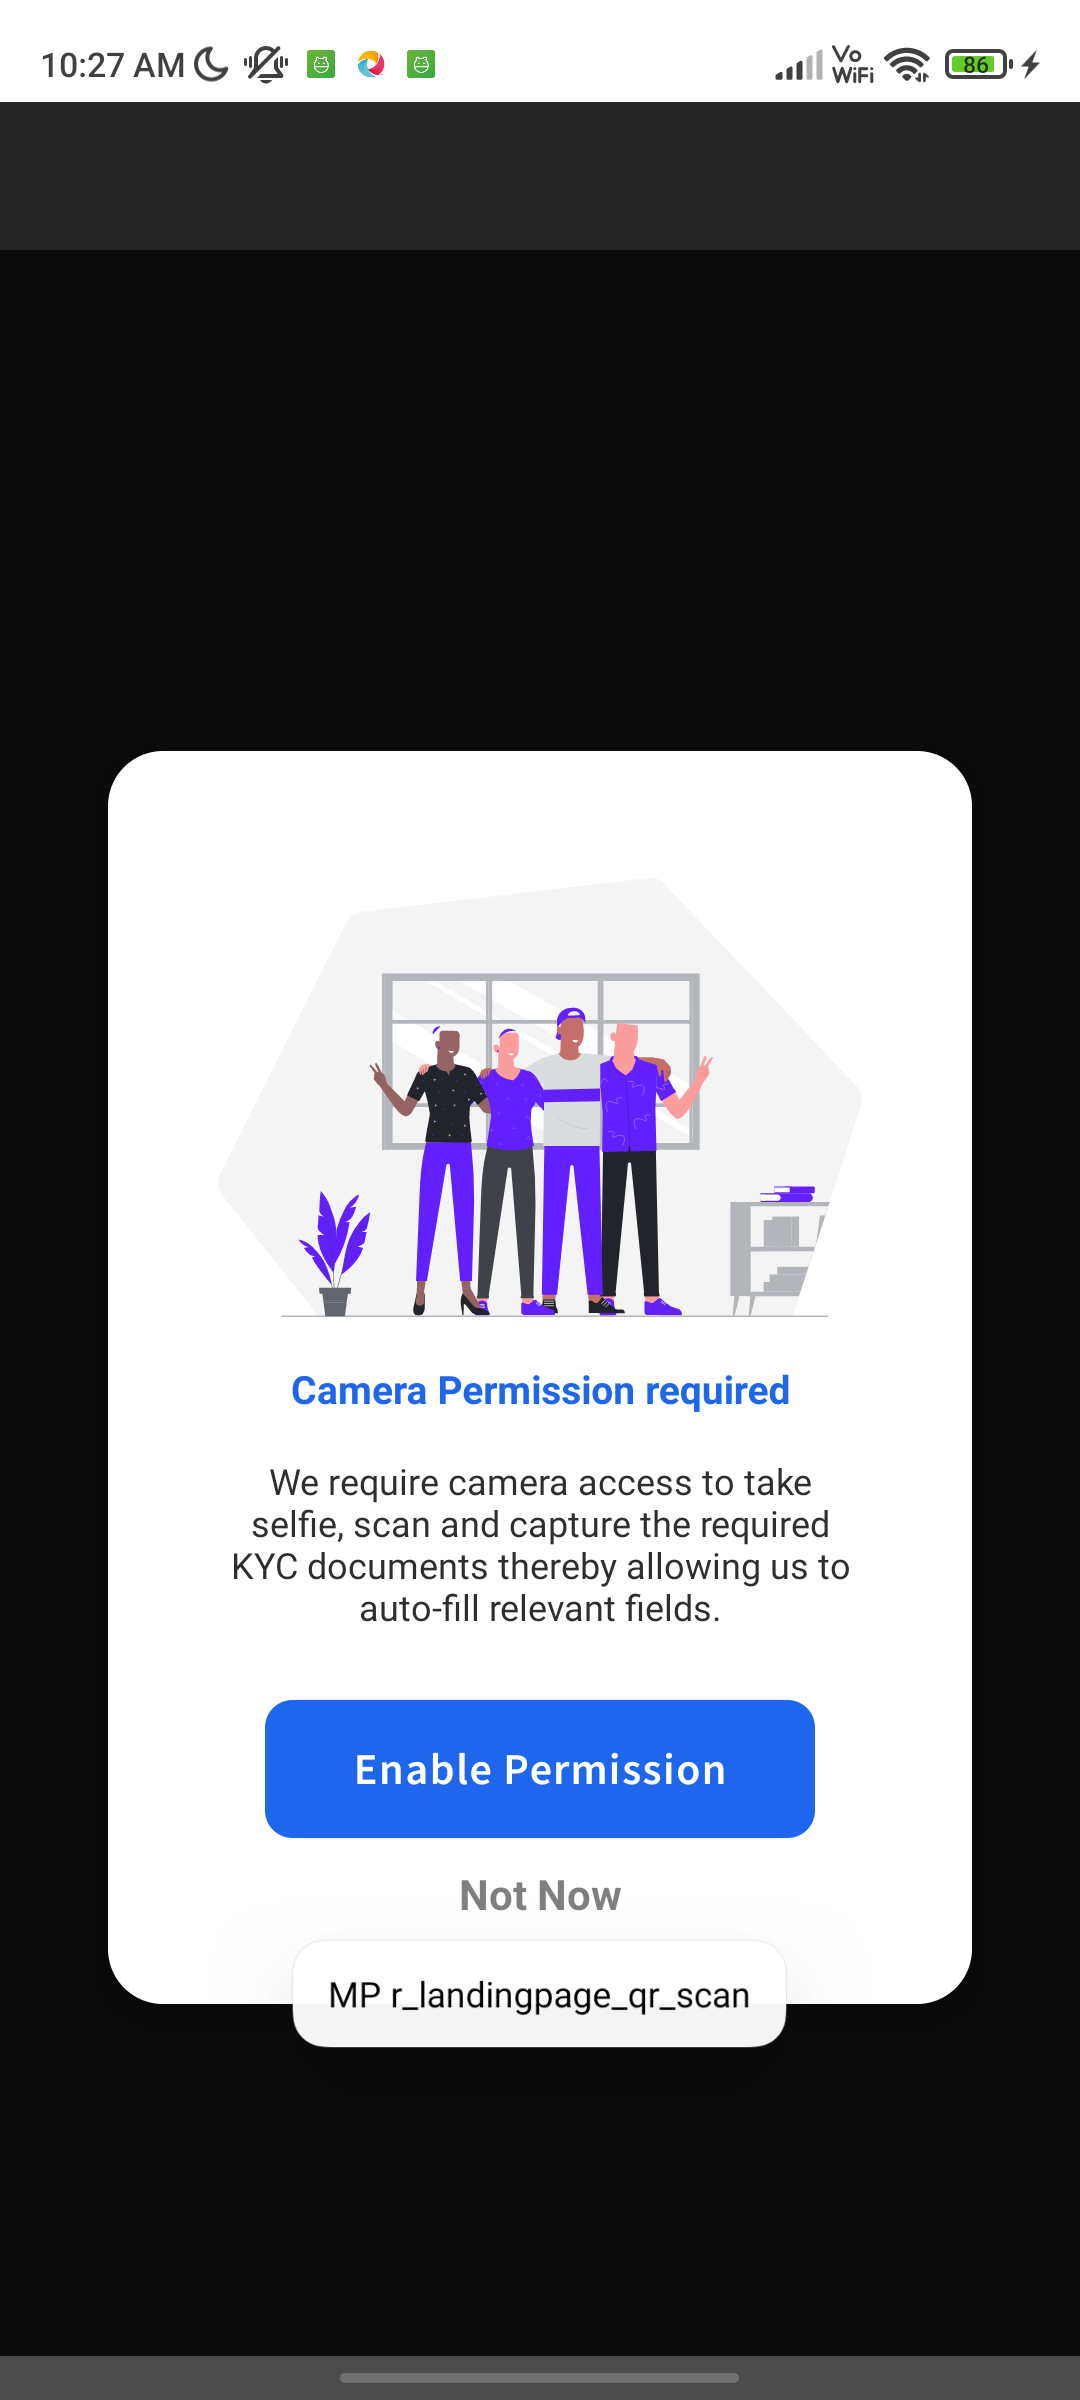 10:27 AM
Vo
WiFi
86
Camera Permission required
We require camera access to take
selfie, scan and capture the required
KYC documents thereby allowing us to
auto-fill relevant fields.
Enable Permission
Not Now
MP r_landingpage_qr_scan